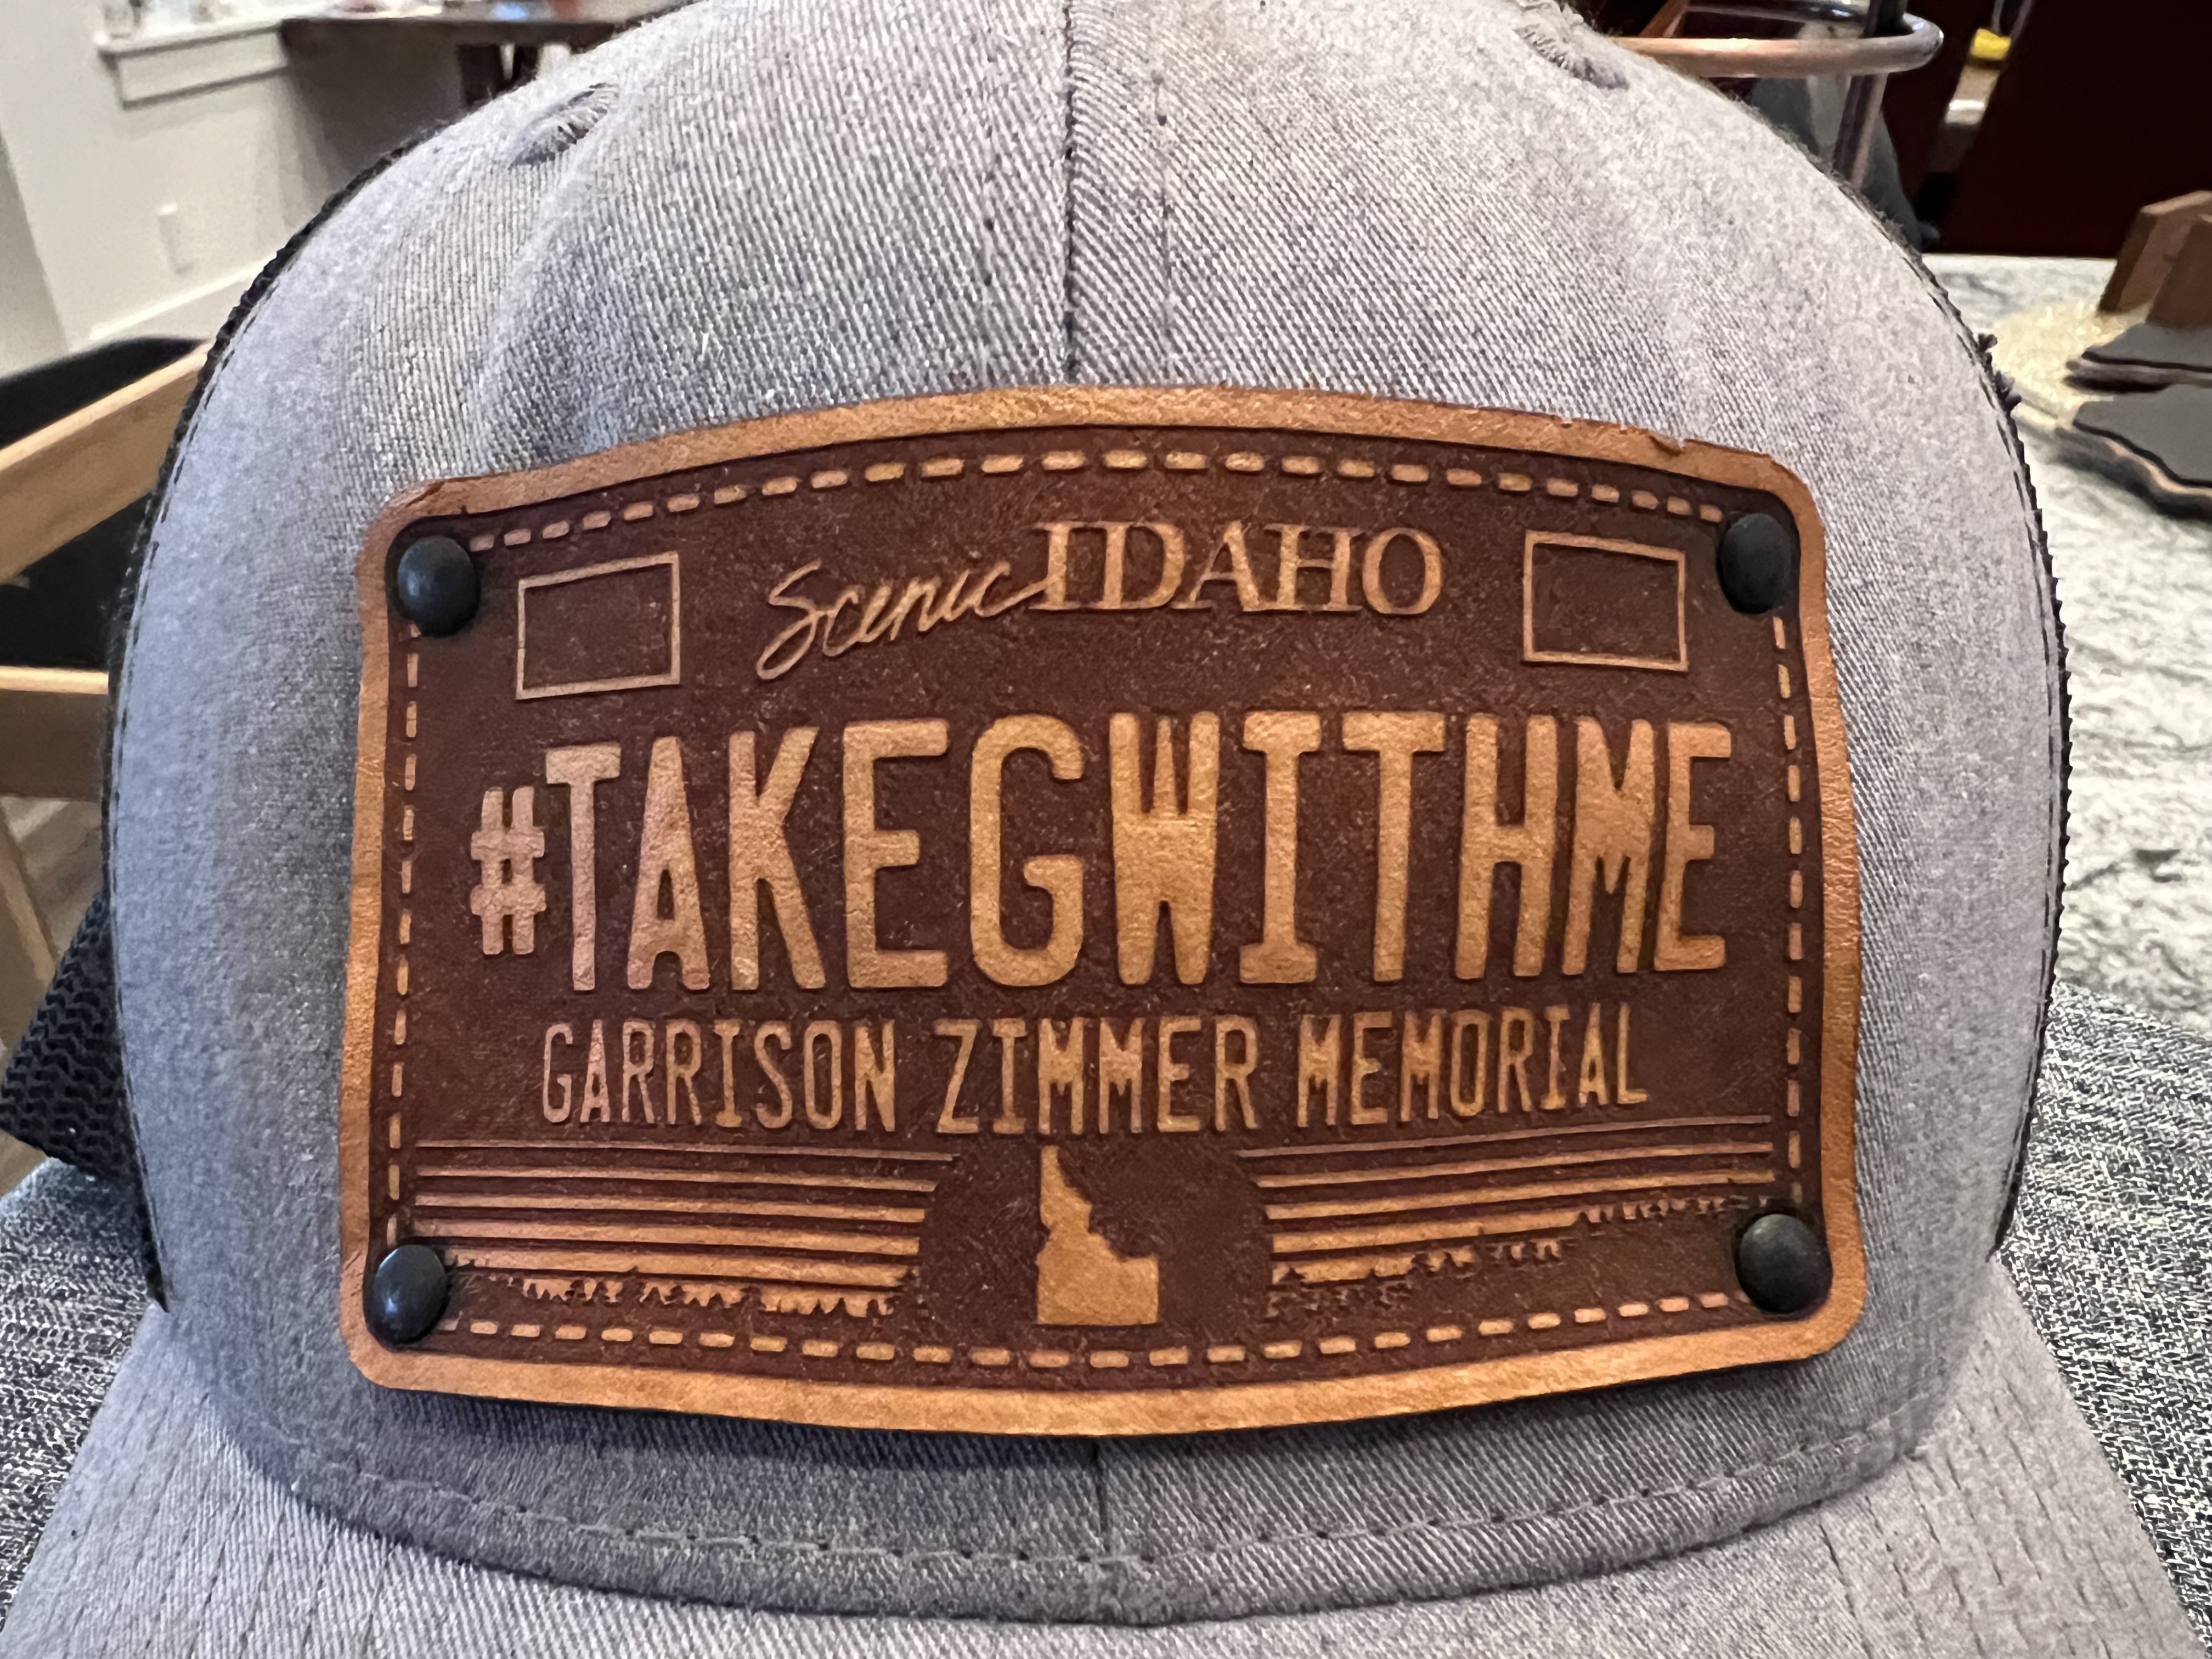 Scenic IDAHO
#TAKEGWITHME
GARRISON ZIMMER MEMORIAL